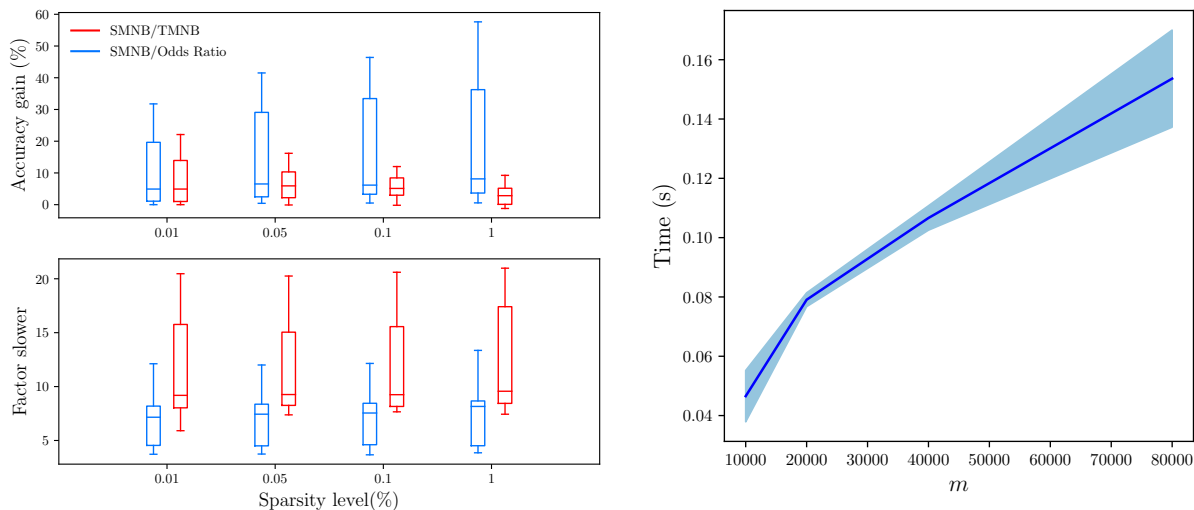 SMNB/TMNB
SMNB/Odds Ratio
Accuracy gain (%)
60
50
40
30
20
10
0
0.01 0.05 0.1 1
Factor slower
20
15
10
5
0.01 0.05 0.1 1
Sparsity level(%)
Time (s)
0.16
0.14
0.12
0.10
0.08
0.06
0.04
10000 20000 30000 40000 50000 60000 70000 80000
m